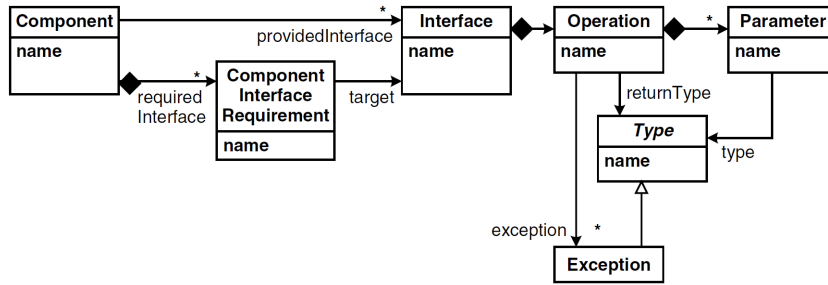 Component
name
*
providedInterface
*
required
Interface
Component
Interface
Requirement
name
target
Interface
name
Operation
name
*
Parameter
name
returnType
Type
name
type
exception
*
Exception